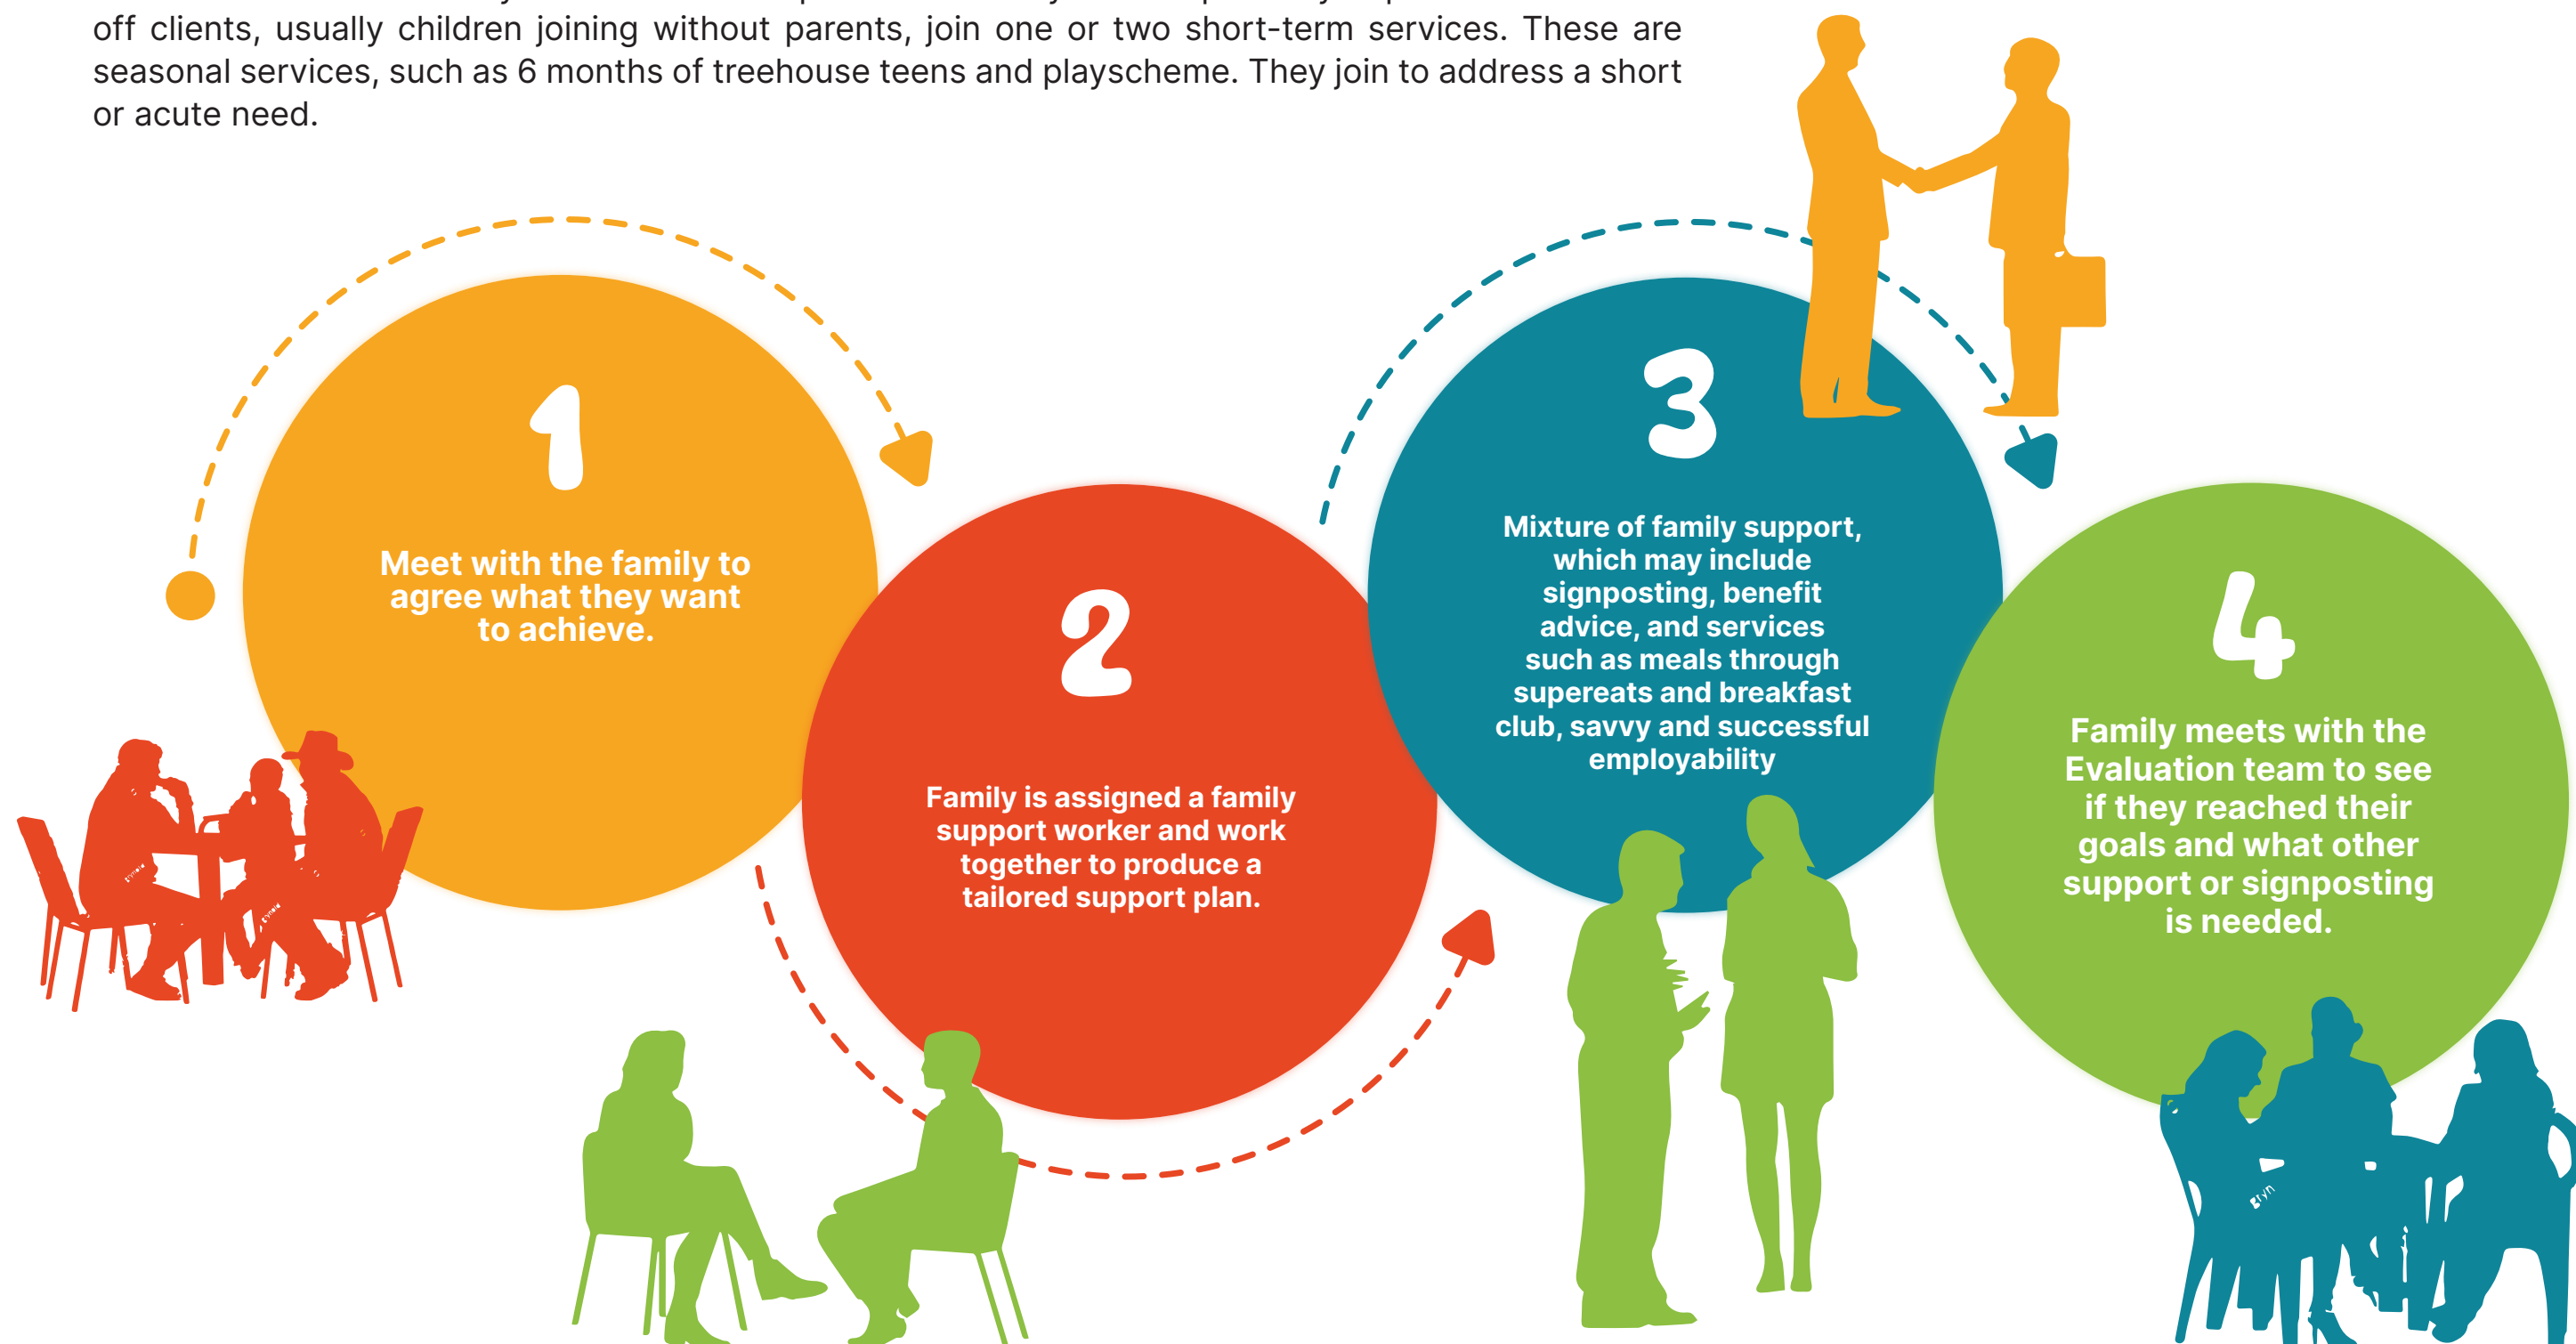 off clients, usually children joining without parents, join one or two short-term services. These are
seasonal services, such as 6 months of treehouse teens and playscheme. They join to address a short
or acute need.
1
Meet with the family to
agree what they want
to achieve.
2
Family is assigned a family
support worker and work
together to produce a
tailored support plan.
3
Mixture of family support,
which may include
signposting, benefit
advice, and services
such as meals through
supereats and breakfast
club, savvy and successful
employability
4
Family meets with the
Evaluation team to see
if they reached their
goals and what other
support or signposting
is needed.